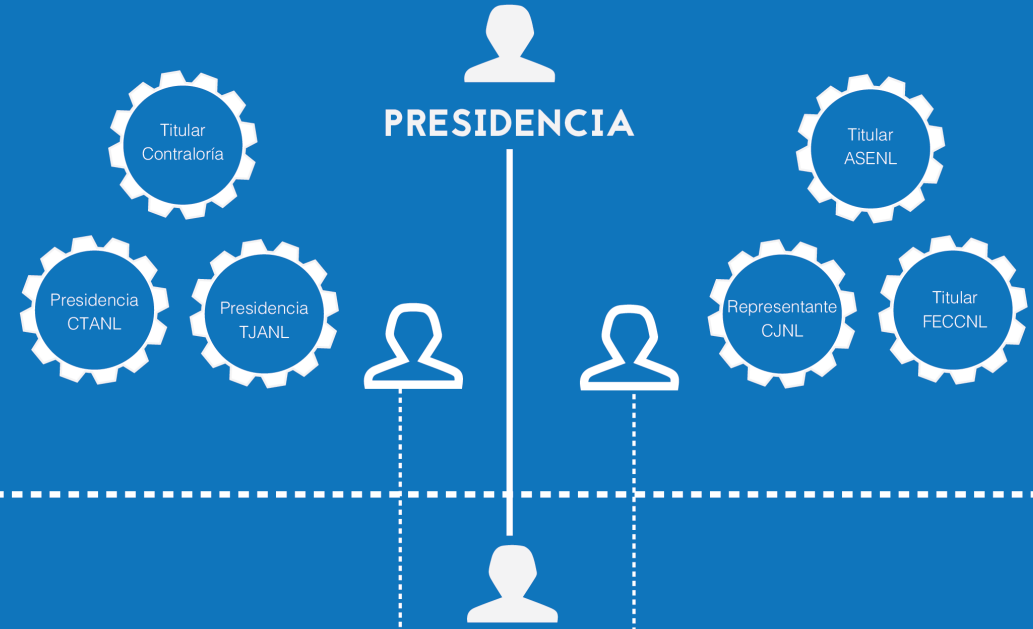 PRESIDENCIA
Titular
Contraloría
Presidencia
CTANL
Presidencia
TJANL
Titular
ASENL
Representante
CJNL
Titular
FECCNL